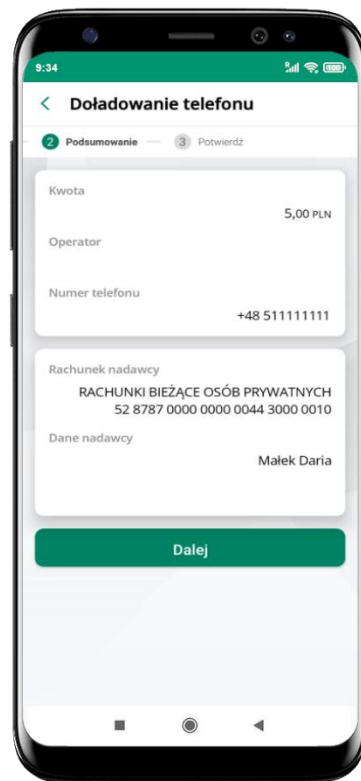 9:34
Doładowanie telefonu
2 Podsumowanie
3 Potwierdź
Kwota
5,00 PLN
Operator
Numer telefonu
+48 511111111
Rachunek nadawcy
RACHUNKI BIEŻĄCE OSÓB PRYWATNYCH
52 8787 0000 0000 0044 3000 0010
Dane nadawcy
Małek Daria
Dalej